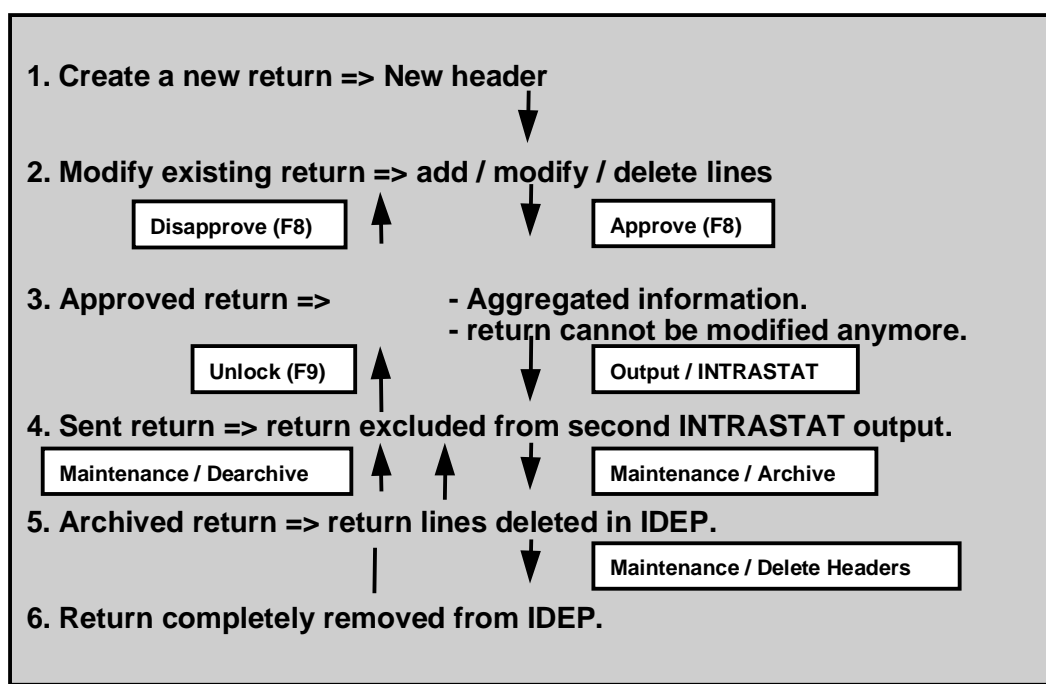 1. Create a new return => New header
2. Modify existing return => add / modify / delete lines
Disapprove (F8)
Approve (F8)
3. Approved return => - Aggregated information.
- return cannot be modified anymore.
Unlock (F9)
Output / INTRASTAT
4. Sent return => return excluded from second INTRASTAT output.
Maintenance / Dearchive
Maintenance / Archive
5. Archived return => return lines deleted in IDEP.
Maintenance / Delete Headers
6. Return completely removed from IDEP.